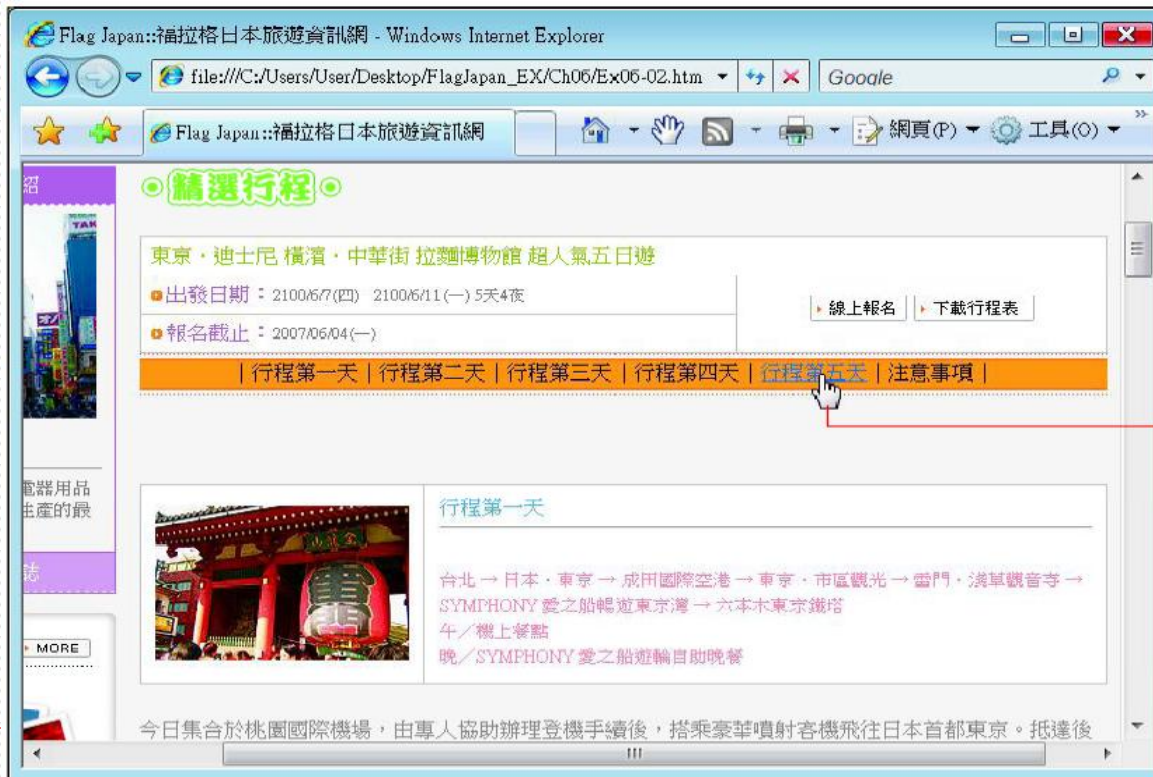 Flag Japan::福拉格日本旅遊資訊網 - Windows Internet Explorer
file:///C:/Users/User/Desktop/FlagJapan_EX/Ch06/Ex06-02.htm
Google
Flag Japan::福拉格日本旅遊資訊網
網頁(P)
工具(O)
紹
TAK
精選行程
東京．迪士尼 橫濱．中華街 拉麵博物館 超人氣五日遊
出發日期：2100/6/7(四) 2100/6/11(一) 5天4夜
報名截止：2007/06/04(一)
線上報名
下載行程表
|行程第一天|行程第二天|行程第三天|行程第四天|行程第五天|注意事項|
電器用品
生產的最
誌
MORE
行程第一天
台北→日本．東京→成田國際空港→東京．市區觀光→雷門．淺草觀音寺→
SYMPHONY 愛之船暢遊東京灣→六本木東京鐵塔
午／機上餐點
晚／SYMPHONY 愛之船遊輪自助晚餐
今日集合於桃園國際機場，由專人協助辦理登機手續後，搭乘豪華噴射客機飛往日本首都東京。抵達後